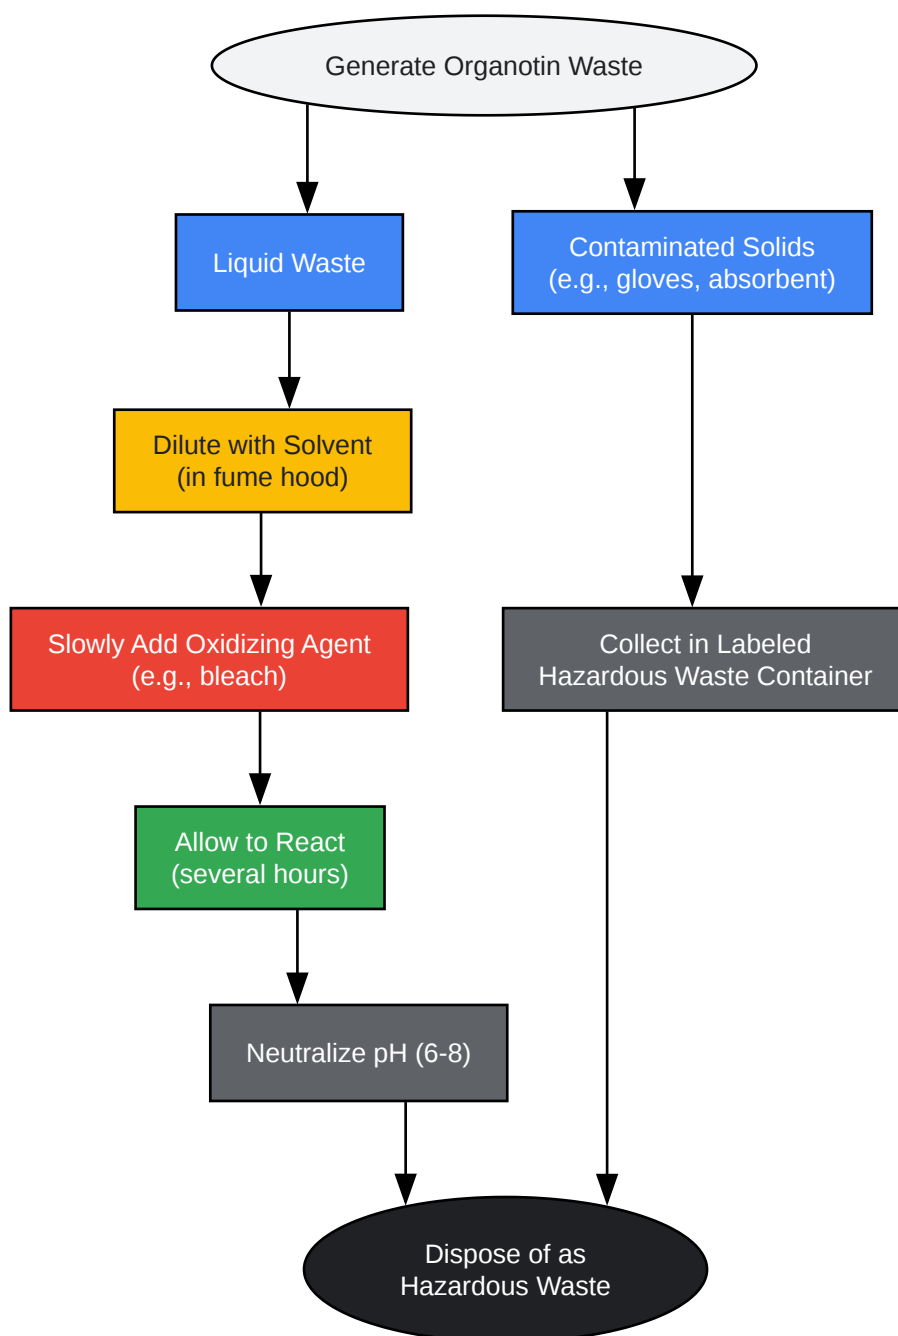 Generate Organotin Waste
Liquid Waste
Contaminated Solids
(e.g., gloves, absorbent)
Dilute with Solvent
(in fume hood)
Slowly Add Oxidizing Agent
(e.g., bleach)
Collect in Labeled
Hazardous Waste Container
Allow to React
(several hours)
Neutralize pH (6-8)
Dispose of as
Hazardous Waste